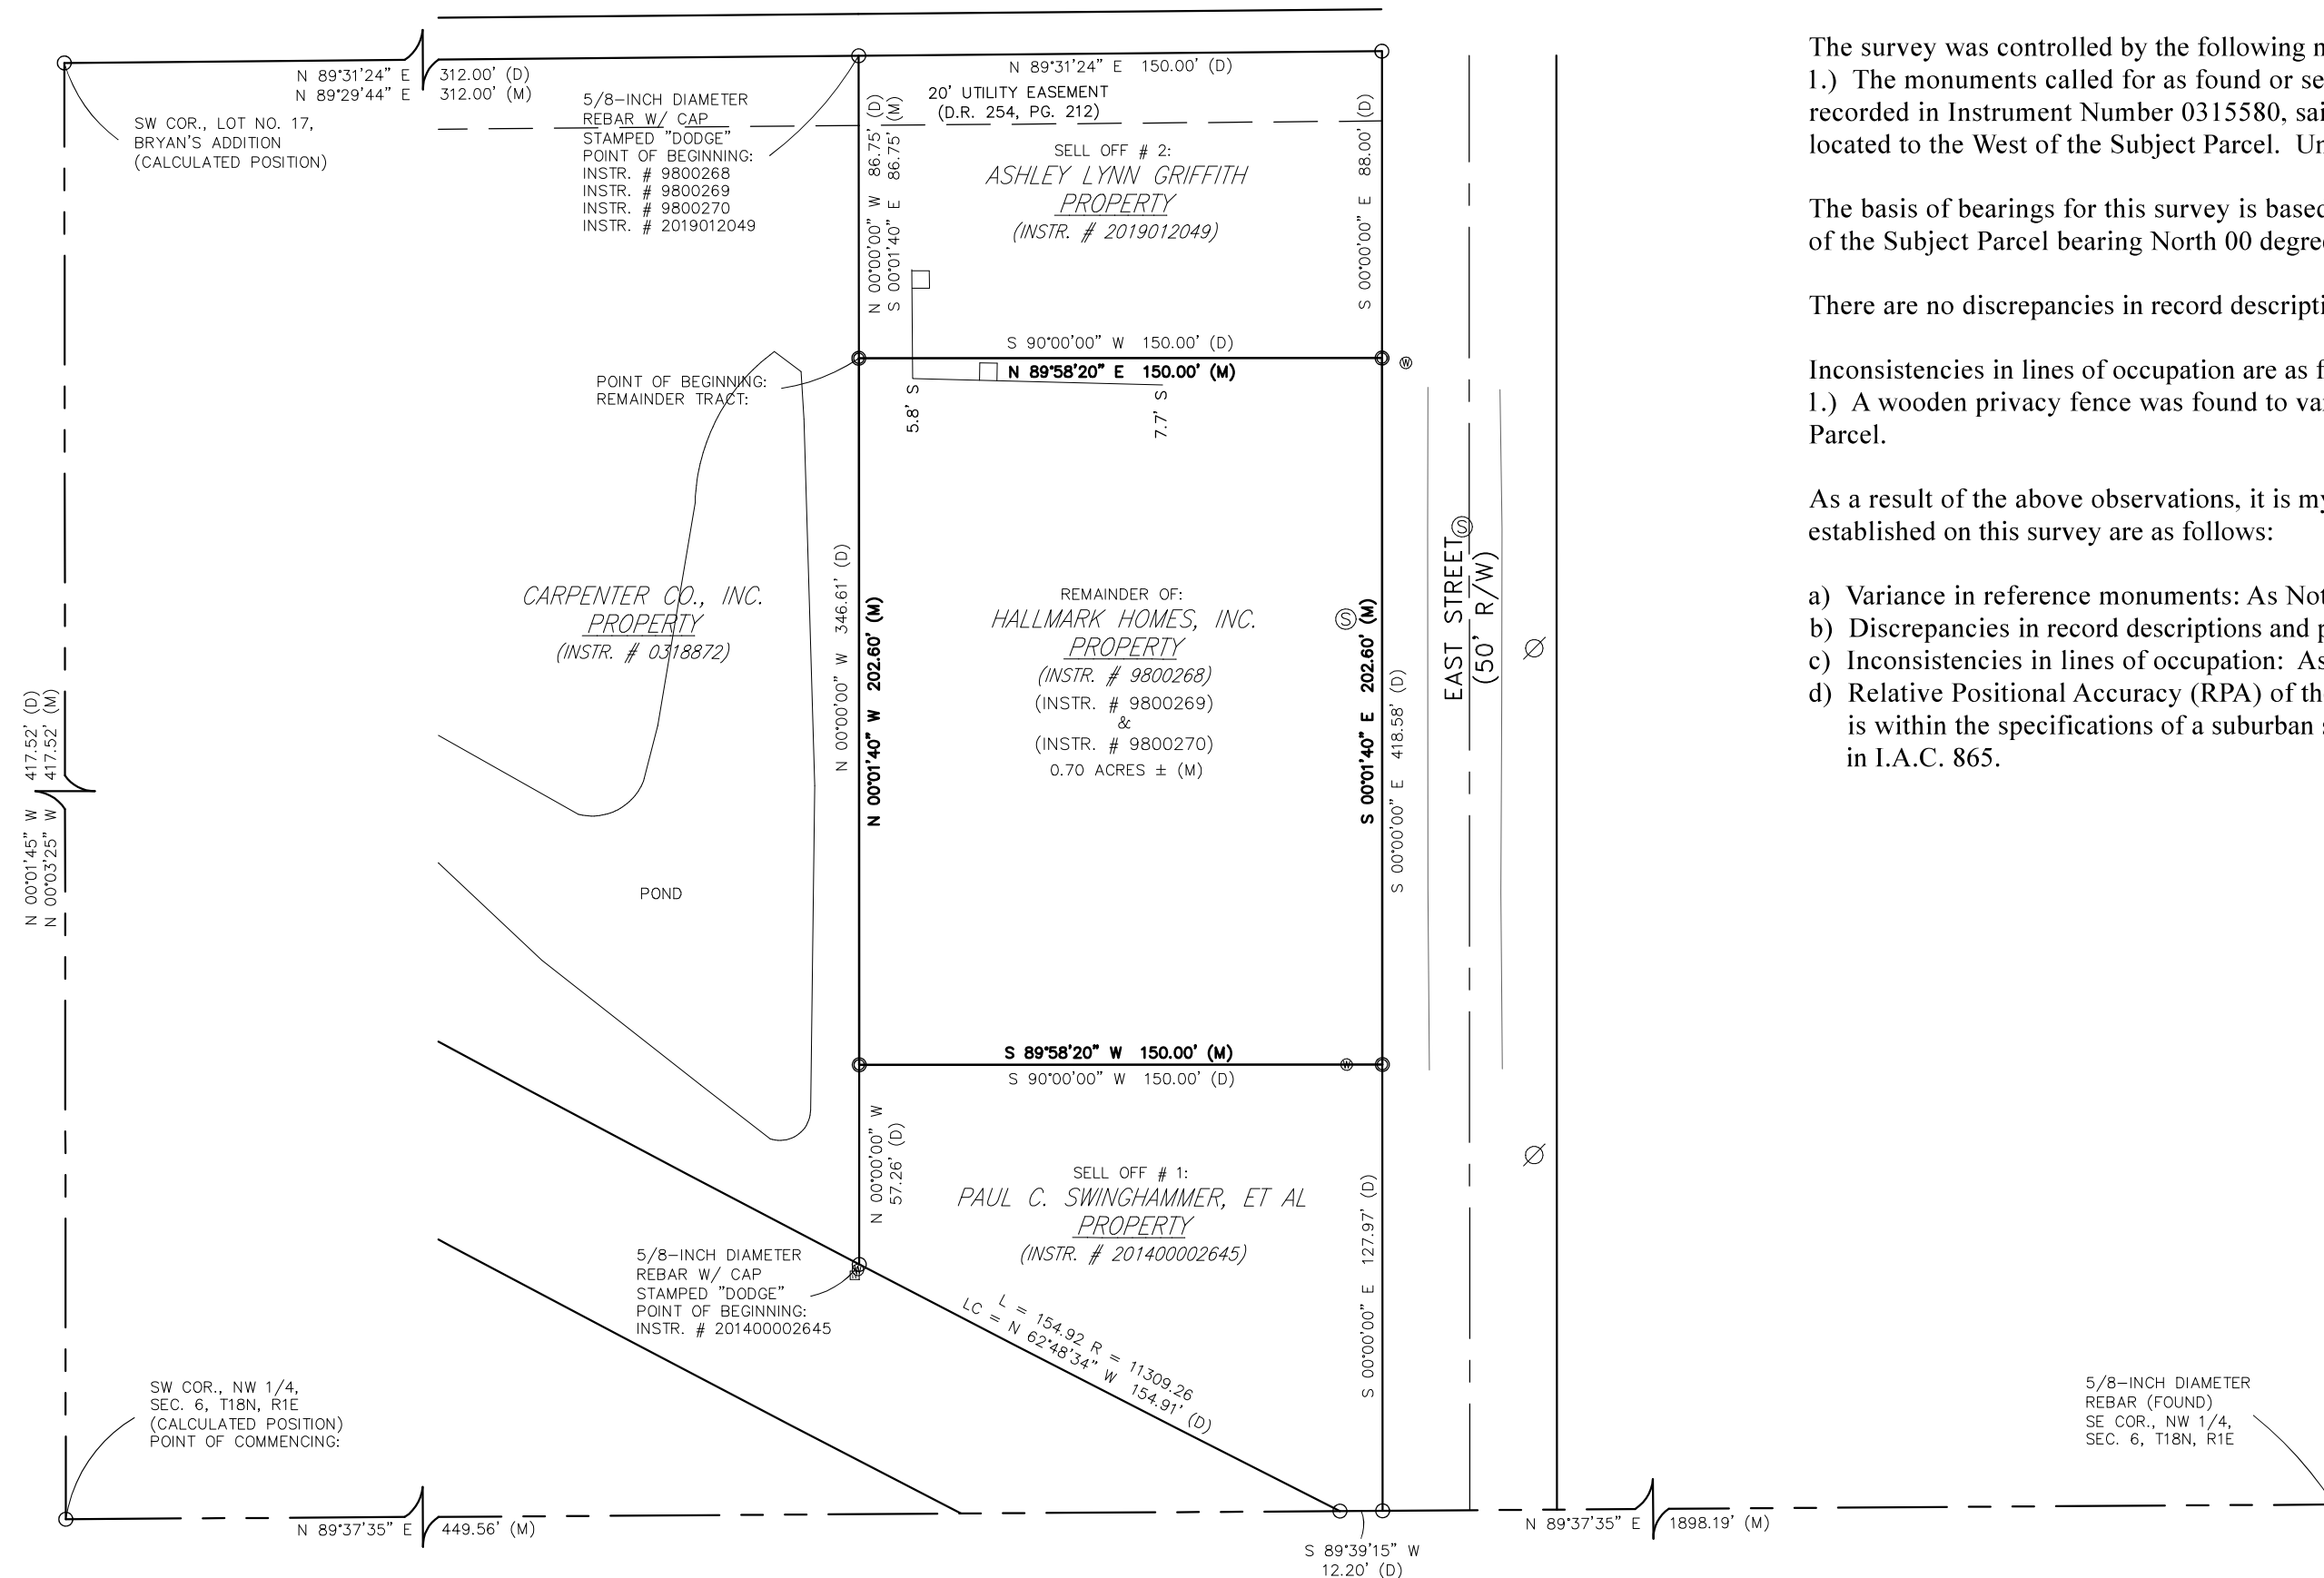 N 89°31'24" E 312.00' (D)
N 89°29'44" E 312.00' (M)
SW COR., LOT NO. 17,
BRYAN'S ADDITION
(CALCULATED POSITION)
5/8-INCH DIAMETER
REBAR W/ CAP
STAMPED "DODGE"
POINT OF BEGINNING:
INSTR. # 9800268
INSTR. # 9800269
INSTR. # 9800270
INSTR. # 2019012049
N 89°31'24" E 150.00' (D)
20' UTILITY EASEMENT
(D.R. 254, PG. 212)
N 00°00'00" W 86.75' (D)
S 00°01'40" E 86.75' (M)
SELL OFF # 2:
ASHLEY LYNN GRIFFITH
PROPERTY
(INSTR. # 2019012049)
S 00°00'00" E 88.00' (D)
S 90°00'00" W 150.00' (D)
N 89°58'20" E 150.00' (M)
W
POINT OF BEGINNING:
REMAINDER TRACT:
5.8' S
7.7' S
CARPENTER CO., INC.
PROPERTY
(INSTR. # 0318872)
N 00°00'00" W 346.61' (D)
N 00°01'40" W 202.60' (M)
REMAINDER OF:
HALLMARK HOMES, INC.
PROPERTY
(INSTR. # 9800268)
(INSTR. # 9800269)
&
(INSTR. # 9800270)
0.70 ACRES ± (M)
S
S 00°01'40" E 202.60' (M)
S 00°00'00" E 418.58' (D)
S
EAST STREET
(50' R/W)
N 00°01'45" W 417.52' (D)
N 00°03'25" W 417.52' (M)
POND
S 89°58'20" W 150.00' (M)
W
S 90°00'00" W 150.00' (D)
N 00°00'00" W
57.26' (D)
SELL OFF # 1:
PAUL C. SWINGHAMMER, ET AL
PROPERTY
(INSTR. # 201400002645)
S 00°00'00" E 127.97' (D)
5/8-INCH DIAMETER
REBAR W/ CAP
STAMPED "DODGE"
POINT OF BEGINNING:
INSTR. # 201400002645
L = 154.92 R = 11309.26
LC = N 62°48'34" W 154.91' (D)
SW COR., NW 1/4,
SEC. 6, T18N, R1E
(CALCULATED POSITION)
POINT OF COMMENCING:
N 89°37'35" E 449.56' (M)
S 89°39'15" W
12.20' (D)
N 89°37'35" E 1898.19' (M)
5/8-INCH DIAMETER
REBAR (FOUND)
SE COR., NW 1/4,
SEC. 6, T18N, R1E
The survey was controlled by the following
1.) The monuments called for as found or
recorded in Instrument Number 0315580,
located to the West of the Subject Parcel.
The basis of bearings for this survey is
of the Subject Parcel bearing North 00
There are no discrepancies in record
Inconsistencies in lines of occupation are as
1.) A wooden privacy fence was found to
Parcel.
As a result of the above observations, it is
established on this survey are as follows:
a) Variance in reference monuments: As
b) Discrepancies in record descriptions and
c) Inconsistencies in lines of occupation:
d) Relative Positional Accuracy (RPA) of
is within the specifications of a suburban
in I.A.C. 865.